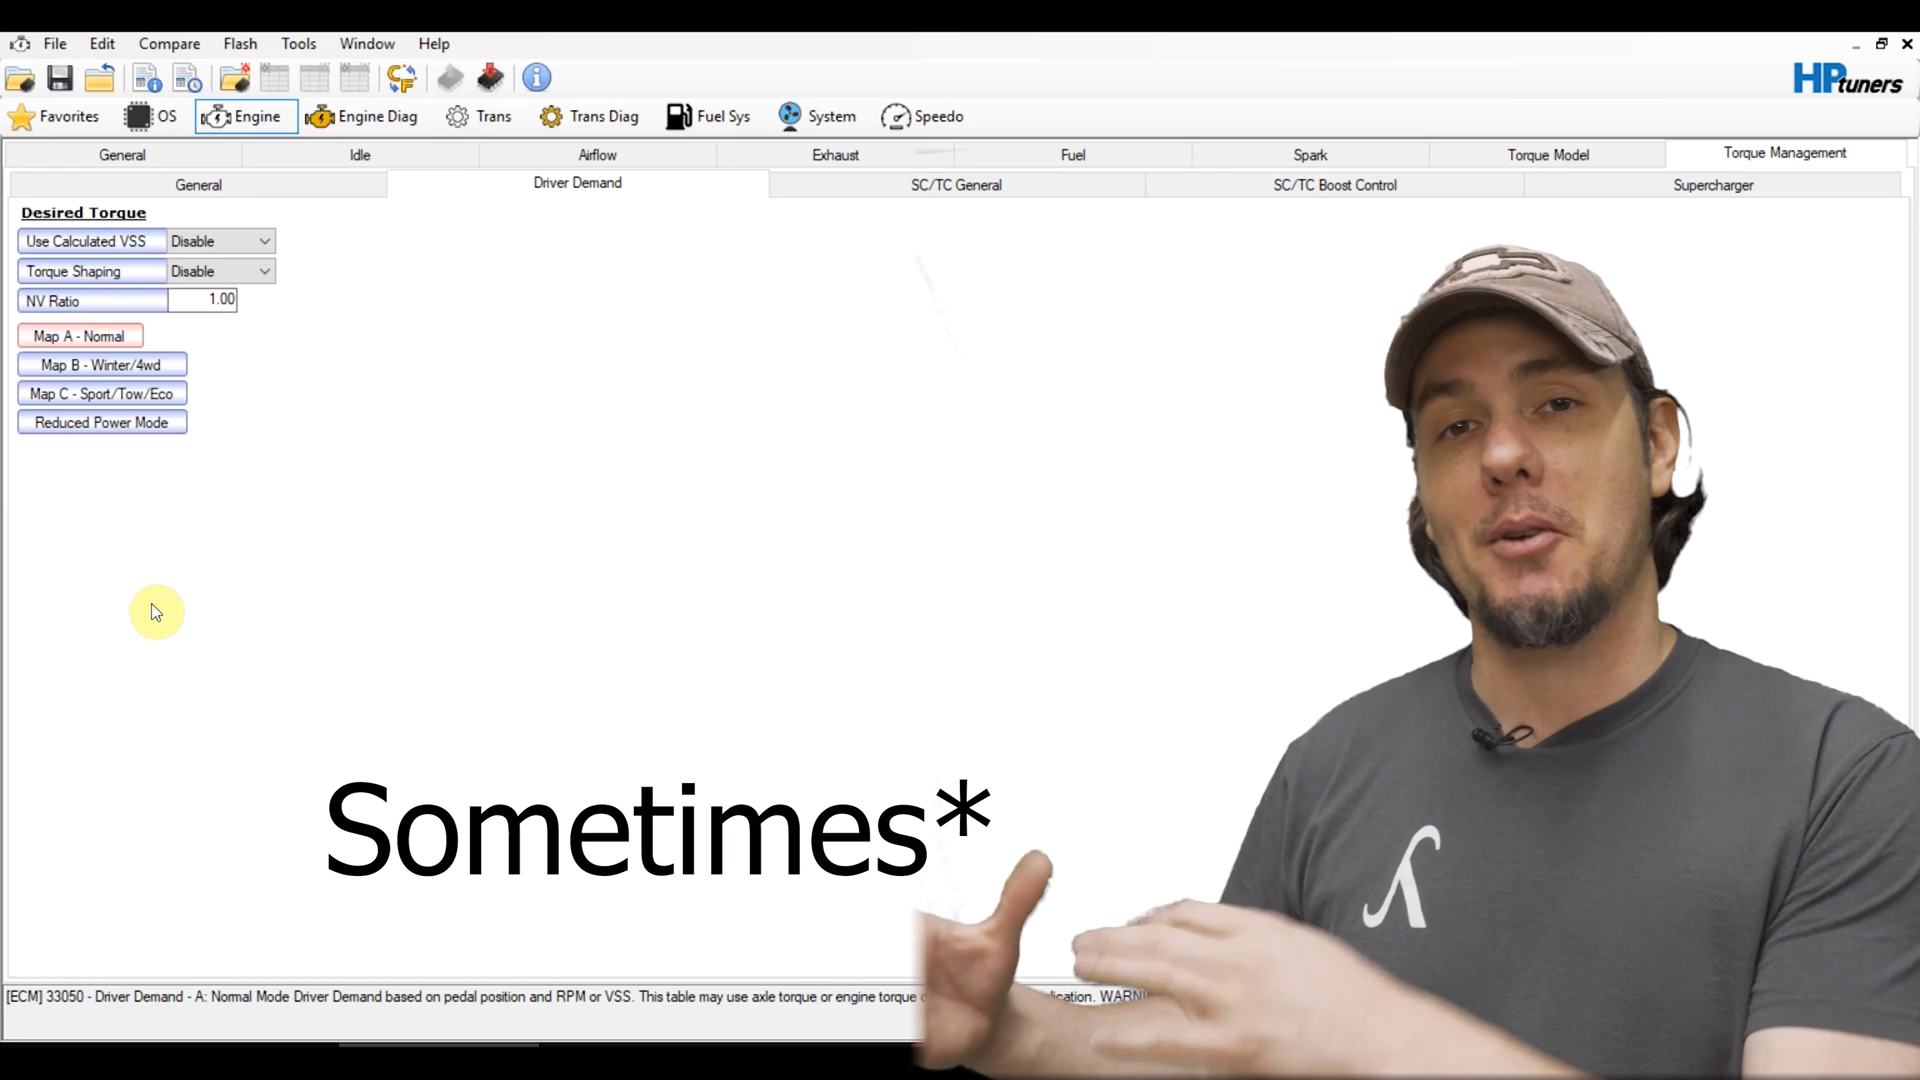 File Edit Compare Flash Tools Window Help
HPtuners
Favorites OS Engine Engine Diag Trans Trans Diag Fuel Sys System Speedo
General Idle Airflow Exhaust Fuel Spark Torque Model Torque Management
General Driver Demand SC/TC General SC/TC Boost Control Supercharger
Desired Torque
Use Calculated VSS Disable
Torque Shaping Disable
NV Ratio 1.00
Map A - Normal
Map B - Winter/4wd
Map C - Sport/Tow/Eco
Reduced Power Mode
Sometimes*
[ECM] 33050 - Driver Demand - A: Normal Mode Driver Demand based on pedal position and RPM or VSS. This table may use axle torque or engine torque